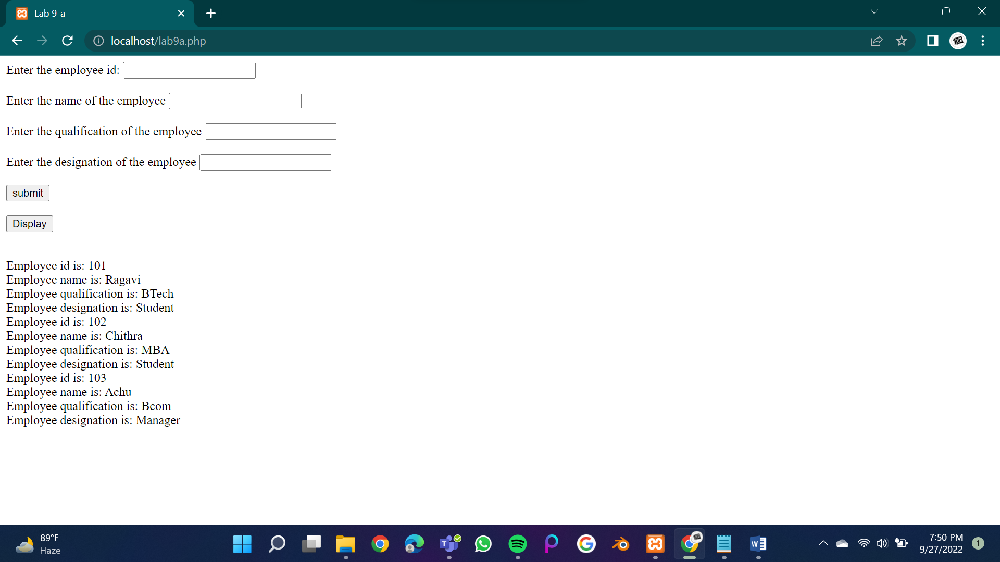 Lab 9-a
localhost/lab9a.php
Enter the employee id:
Enter the name of the employee
Enter the qualification of the employee
Enter the designation of the employee
submit
Display
Employee id is: 101
Employee name is: Ragavi
Employee qualification is: BTech
Employee designation is: Student
Employee id is: 102
Employee name is: Chithra
Employee qualification is: MBA
Employee designation is: Student
Employee id is: 103
Employee name is: Achu
Employee qualification is: Bcom
Employee designation is: Manager
89°F
Haze
7:50 PM
9/27/2022
1